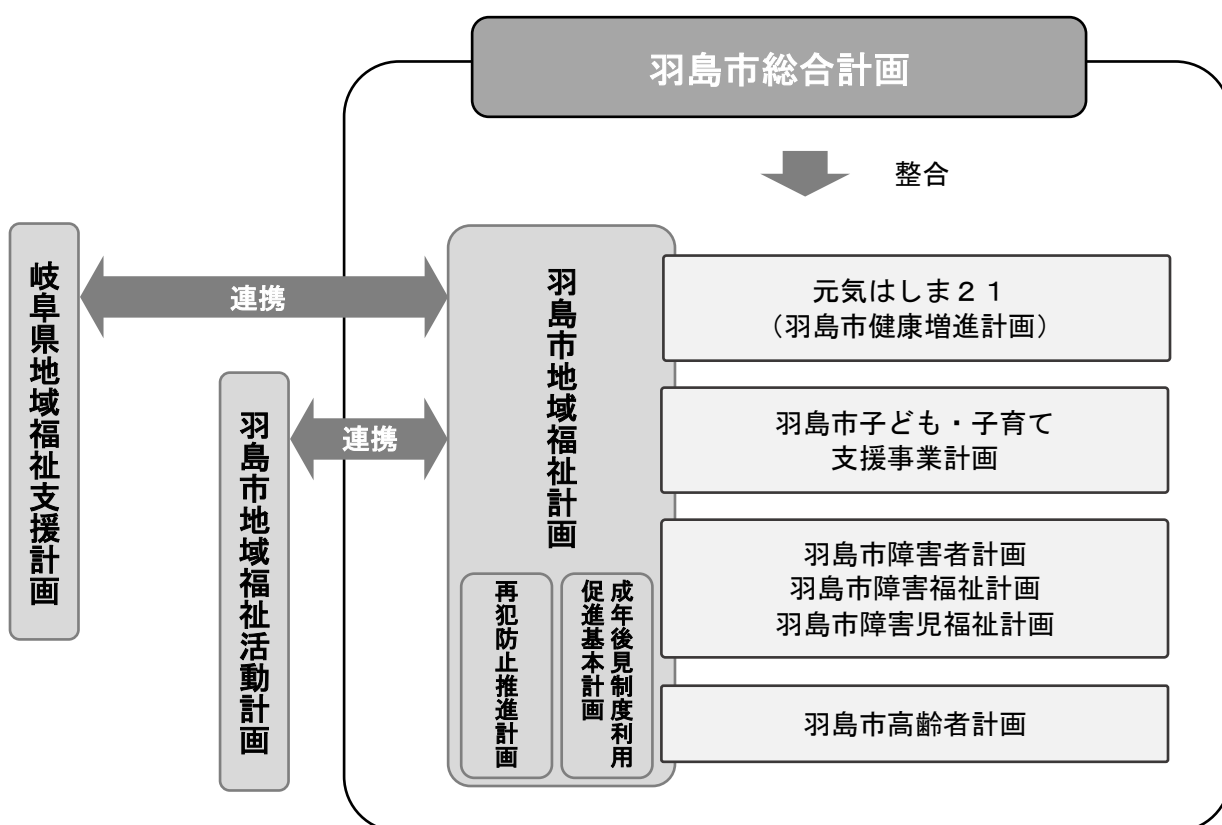 羽島市総合計画
整合
岐阜県地域福祉支援計画
連携
羽島市地域福祉活動計画
連携
羽島市地域福祉計画
再犯防止推進計画
成年後見制度利用
促進基本計画
元気はしま２１
（羽島市健康増進計画）
羽島市子ども・子育て
支援事業計画
羽島市障害者計画
羽島市障害福祉計画
羽島市障害児福祉計画
羽島市高齢者計画